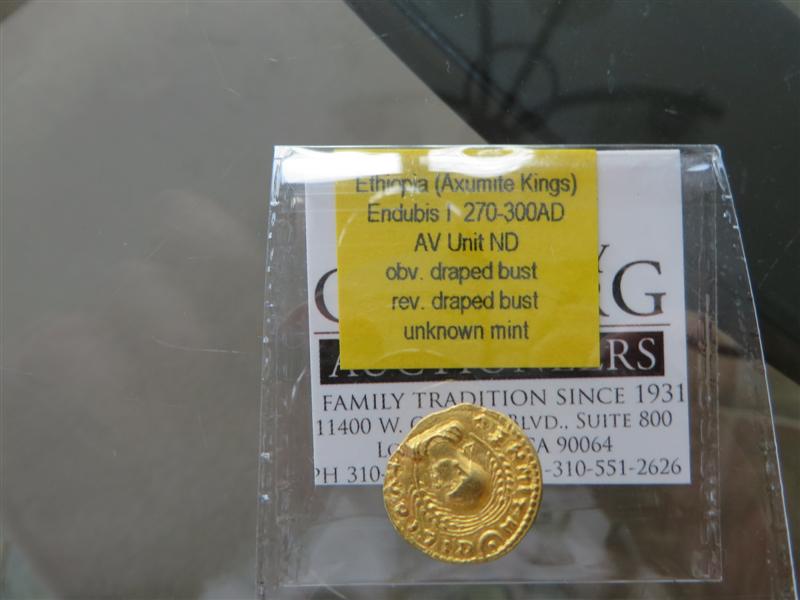 Ethiopia (Axumite Kings)
Endubis I 270-300AD
AV Unit ND
obv. draped bust
rev. draped bust
unknown mint
FAMILY TRADITION SINCE 1931
11400 W. BLVD., SUITE 800
CA 90064
PH 310- -310-551-2626